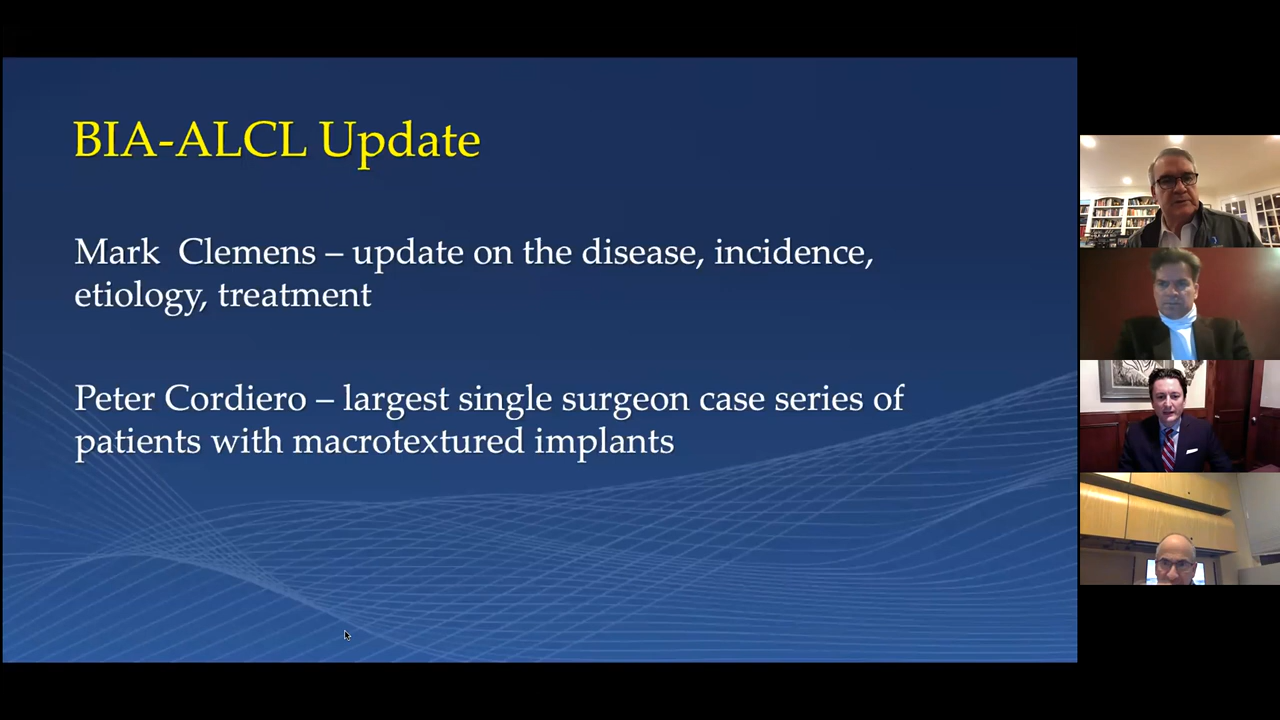 BIA-ALCL Update
Mark Clemens – update on the disease, incidence,
etiology, treatment
Peter Cordiero – largest single surgeon case series of
patients with macrotextured implants